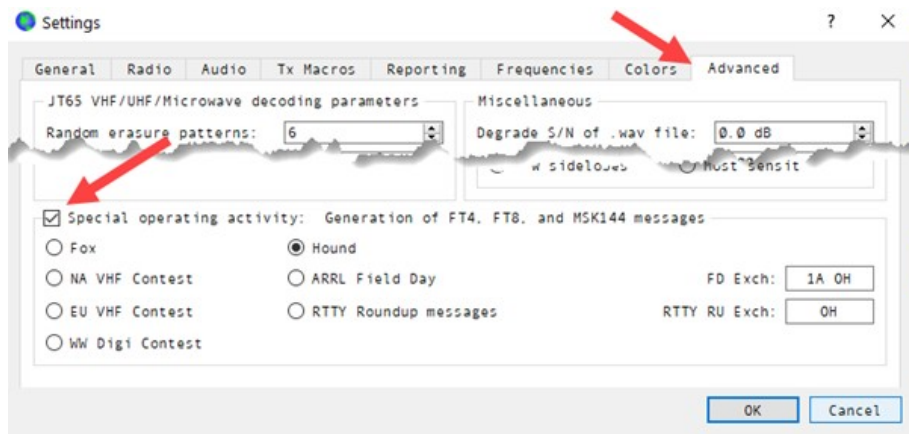 Settings ?
General Radio Audio Tx Macros Reporting Frequencies Colors Advanced
JT65 VHF/UHF/Microwave decoding parameters Miscellaneous
Random erasure patterns: 6 Degrade S/N of .wav file: 0.0 dB
Special operating activity: Generation of FT4, FT8, and MSK144 messages
Fox Hound
NA VHF Contest ARRL Field Day FD Exch: 1A OH
EU VHF Contest RTTY Roundup messages RTTY RU Exch: OH
WW Digi Contest
OK Cancel